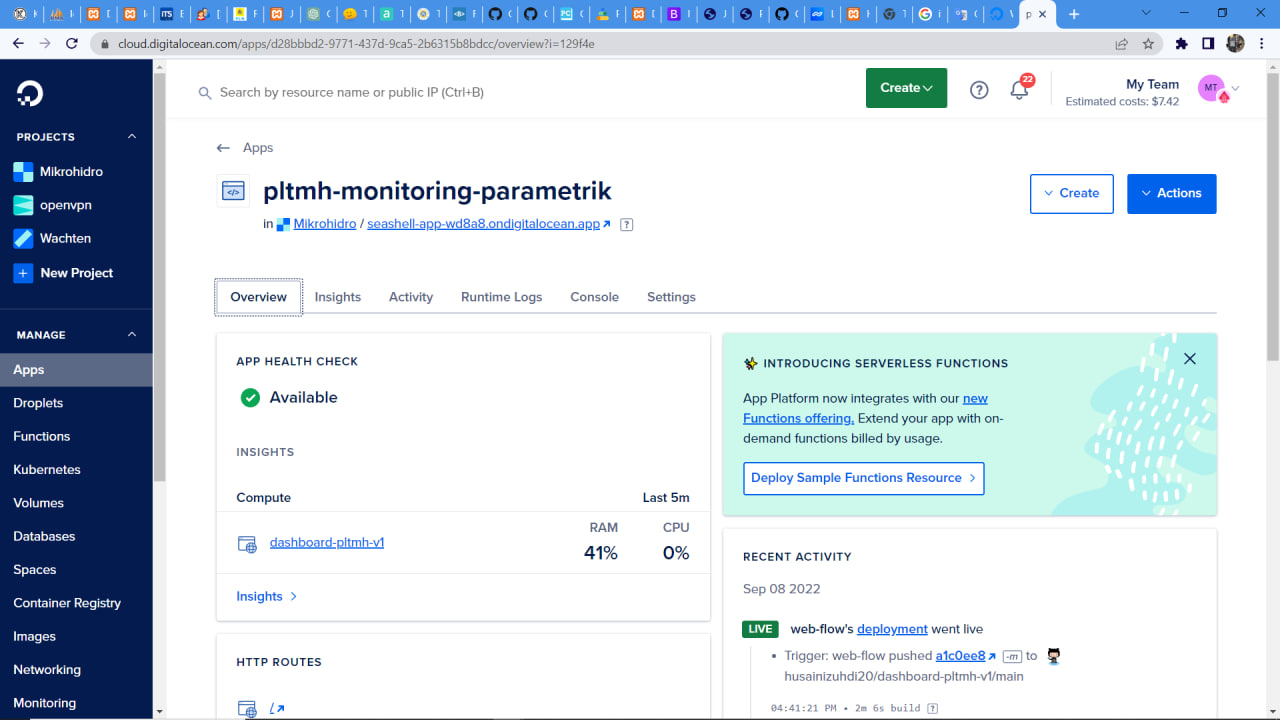 cloud.digitalocean.com/apps/d28bbbd2-9771-437d-9ca5-2b6315b8bdcc/overview?i=129f4e
Search by resource name or public IP (Ctrl+B)
Create
22
My Team
Estimated costs: $7.42
MT
PROJECTS
Mikrohidro
openvpn
Wachten
New Project
MANAGE
Apps
Droplets
Functions
Kubernetes
Volumes
Databases
Spaces
Container Registry
Images
Networking
Monitoring
Apps
pltmh-monitoring-parametrik
in Mikrohidro / seashell-app-wd8a8.ondigitalocean.app
Create
Actions
Overview
Insights
Activity
Runtime Logs
Console
Settings
APP HEALTH CHECK
Available
INSIGHTS
Compute
Last 5m
dashboard-pltmh-v1
RAM
41%
CPU
0%
Insights
HTTP ROUTES
/
INTRODUCING SERVERLESS FUNCTIONS
App Platform now integrates with our new
Functions offering. Extend your app with on-
demand functions billed by usage.
Deploy Sample Functions Resource
RECENT ACTIVITY
Sep 08 2022
LIVE web-flow's deployment went live
Trigger: web-flow pushed a1c0ee8 -m to
husainizuhdi20/dashboard-pltmh-v1/main
04:41:21 PM • 2m 6s build ?